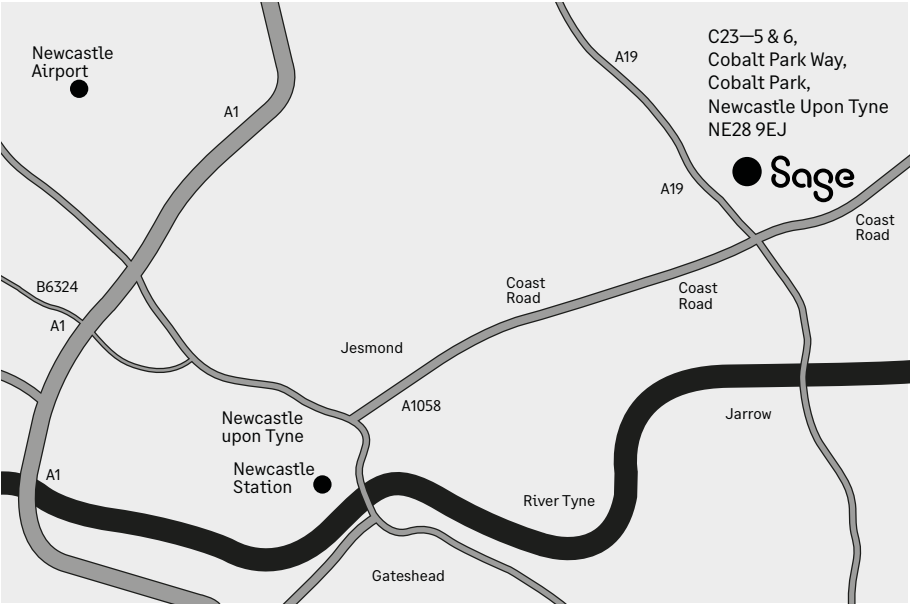 Newcastle
Airport
A1
A19
C23—5 & 6,
Cobalt Park Way,
Cobalt Park,
Newcastle Upon Tyne
NE28 9EJ
Sage
A19
Coast
Road
B6324
A1
Coast
Road
Coast
Road
Jesmond
A1058
Newcastle
upon Tyne
Jarrow
Newcastle
Station
A1
River Tyne
Gateshead